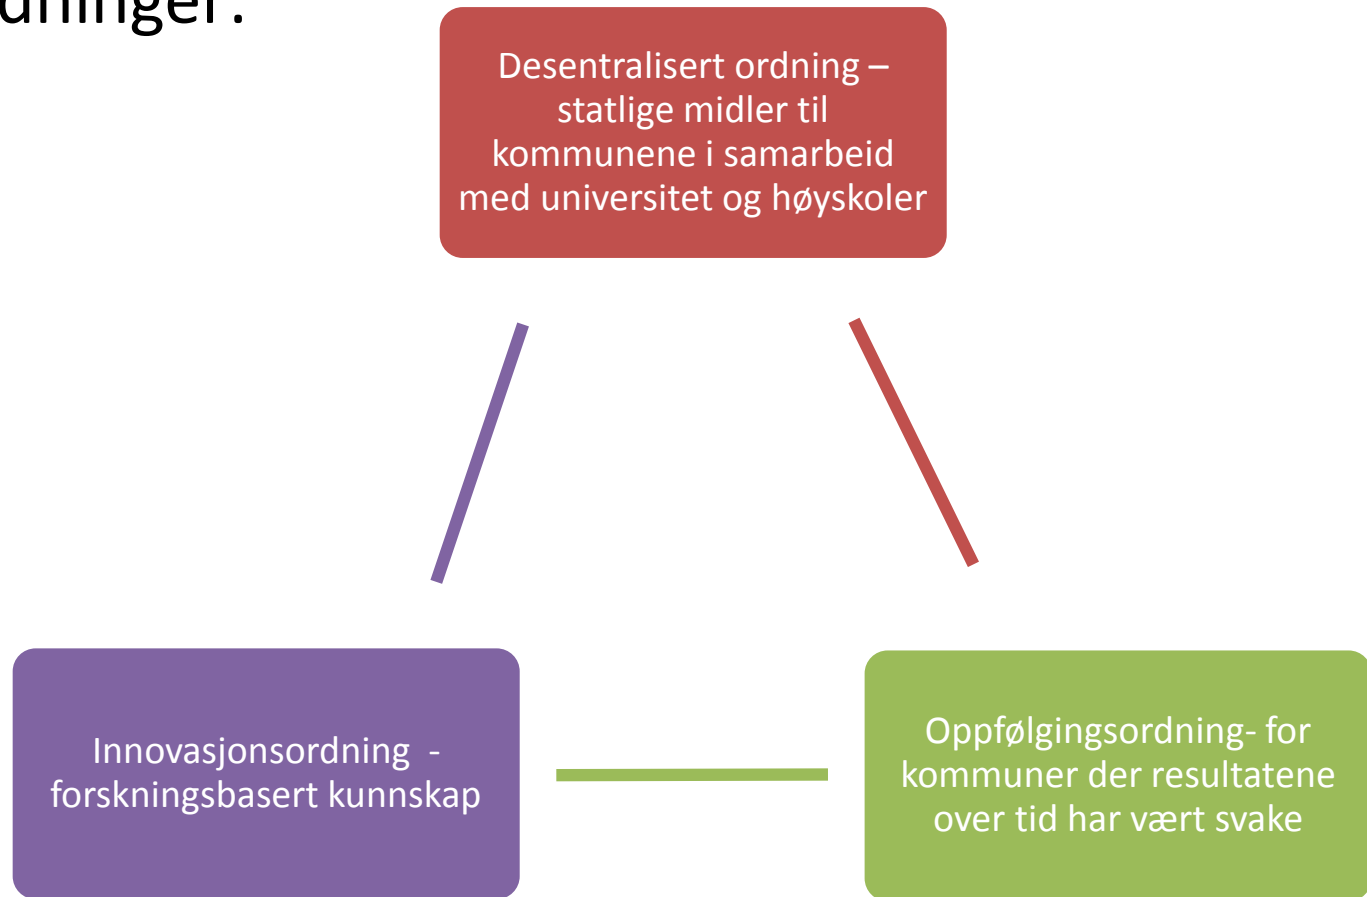 dninger:
Desentralisert ordning –
statlige midler til
kommunene i samarbeid
med universitet og høyskoler
Innovasjonsordning -
forskningsbasert kunnskap
Oppfølgingsordning- for
kommuner der resultatene
over tid har vært svake